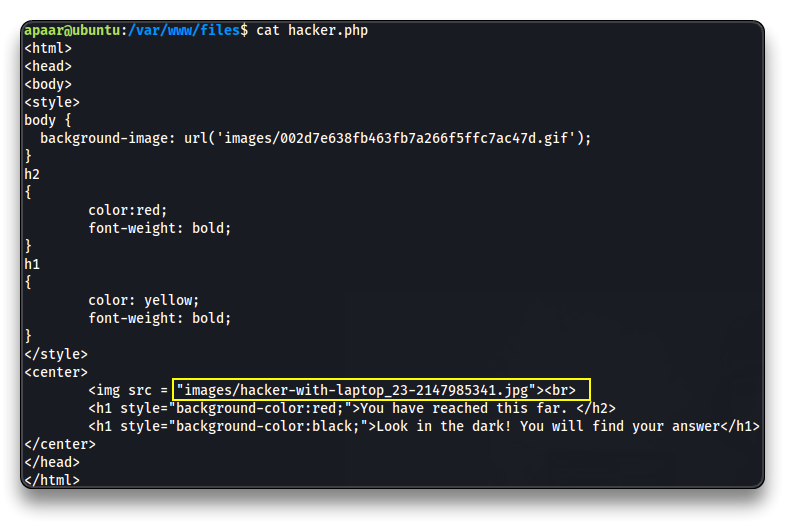 apaar@ubuntu:/var/www/files$ cat hacker.php
<html>
<head>
<body>
<style>
body {
  background-image: url('images/002d7e638fb463fb7a266f5ffc7ac47d.gif');
}
h2
{
        color:red;
        font-weight: bold;
}
h1
{
        color: yellow;
        font-weight: bold;
}
</style>
<center>
        <img src = "images/hacker-with-laptop_23-2147985341.jpg"><br>
        <h1 style="background-color:red;">You have reached this far. </h2>
        <h1 style="background-color:black;">Look in the dark! You will find your answer</h1>
</center>
</head>
</html>